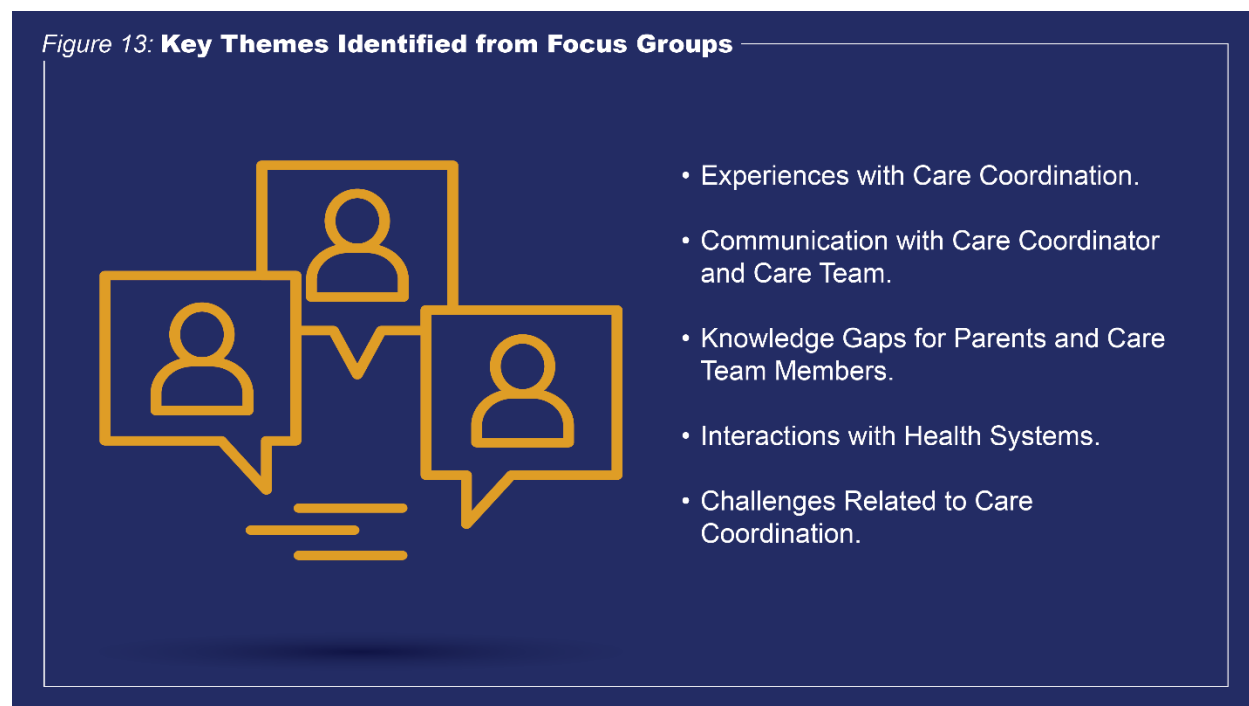 Figure 13: Key Themes Identified from Focus Groups
• Experiences with Care Coordination.
• Communication with Care Coordinator
and Care Team.
• Knowledge Gaps for Parents and Care
Team Members.
• Interactions with Health Systems.
• Challenges Related to Care
Coordination.